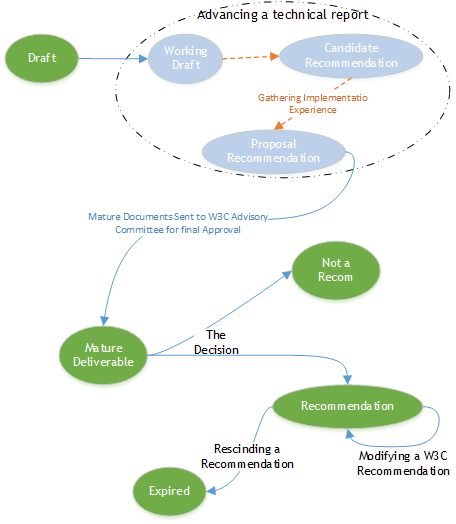 Advancing a technical report
Draft
Working
Draft
Candidate
Recommendation
Gathering Implementatio
Experience
Proposal
Recommendation
Mature Documents Sent to W3C Advisory
Committee for final Approval
Not a
Recom
The
Decision
Mature
Deliverable
Recommendation
Rescinding a
Recommendation
Modifying a W3C
Recommendation
Expired